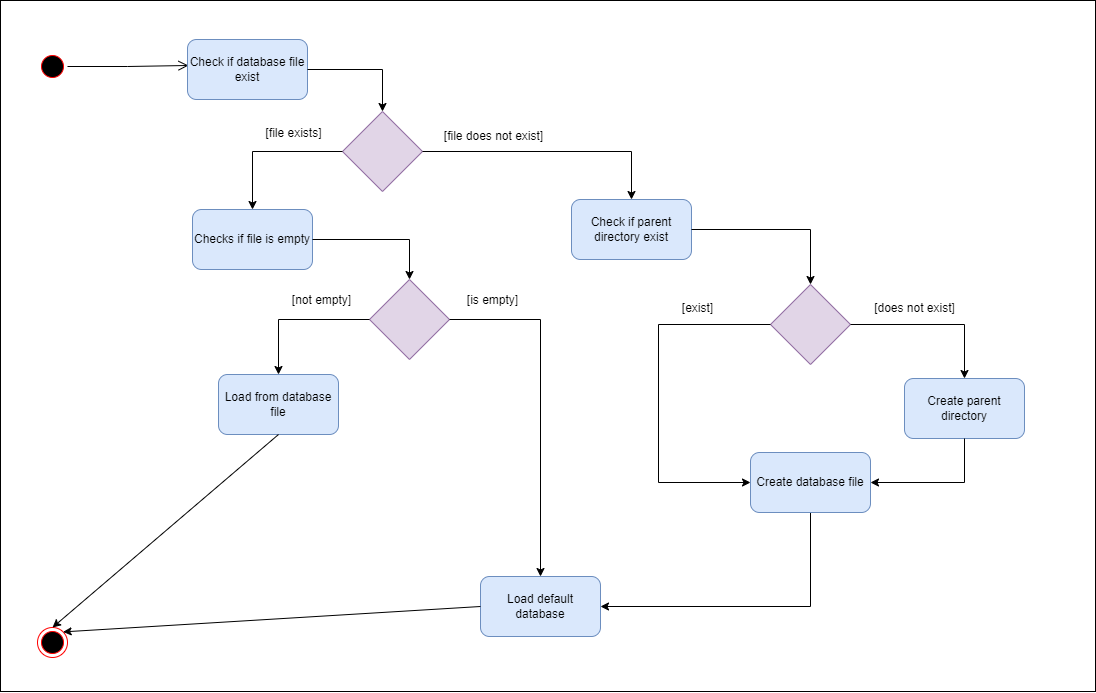 Check if database file
exist
[file exists]
[file does not exist]
Checks if file is empty
Check if parent
directory exist
[not empty]
[is empty]
[exist]
[does not exist]
Load from database
file
Create parent
directory
Create database file
Load default
database